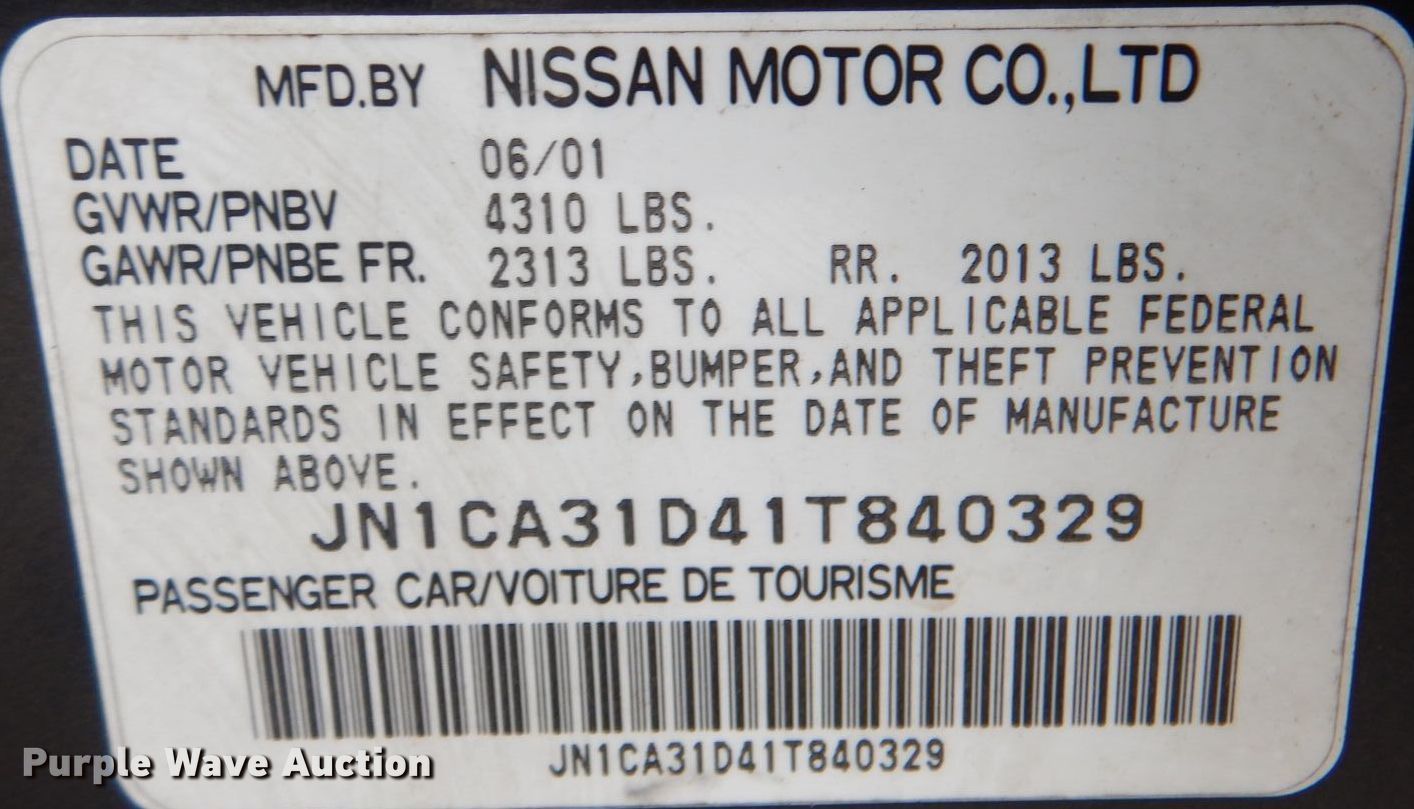 MFD.BY NISSAN MOTOR CO.,LTD
DATE 06/01
GVWR/PNBV 4310 LBS.
GAWR/PNBE FR. 2313 LBS. RR. 2013 LBS.
THIS VEHICLE CONFORMS TO ALL APPLICABLE FEDERAL
MOTOR VEHICLE SAFETY,BUMPER,AND THEFT PREVENTION
STANDARDS IN EFFECT ON THE DATE OF MANUFACTURE
SHOWN ABOVE.
JN1CA31D41T840329
PASSENGER CAR/VOITURE DE TOURISME
JN1CA31D41T840329
Purple Wave Auction